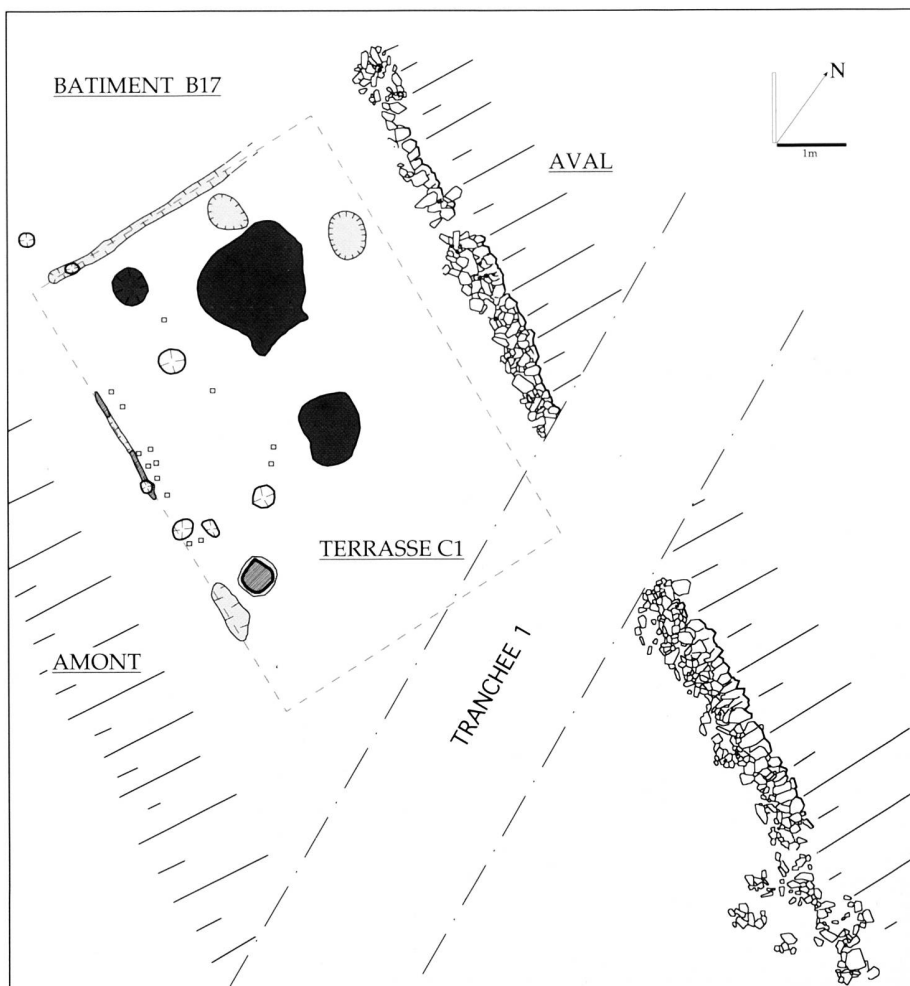 BATIMENT B17
N
1m
AVAL
TERRASSE C1
AMONT
TRANCHEE 1